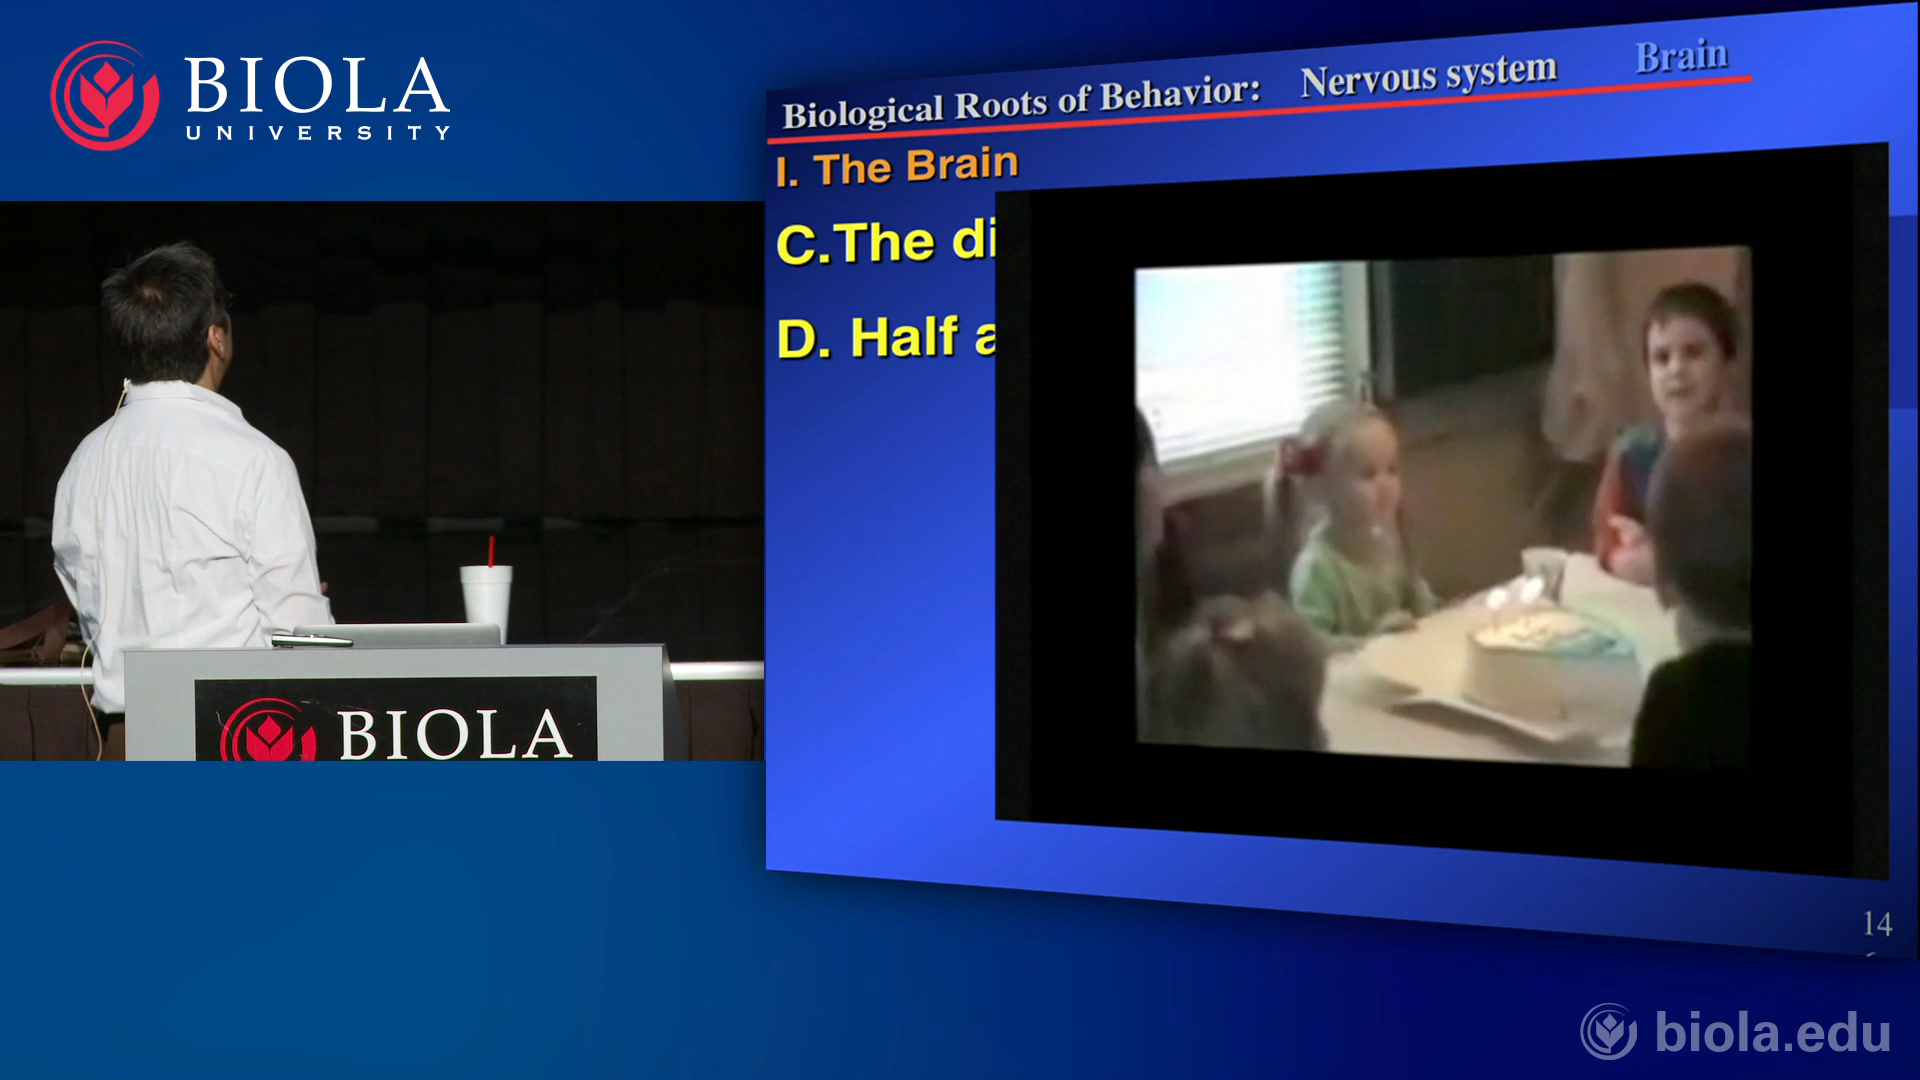 BIOLA
UNIVERSITY
Biological Roots of Behavior: Nervous system Brain
I. The Brain
C.The di
D. Half a
BIOLA
14
biola.edu